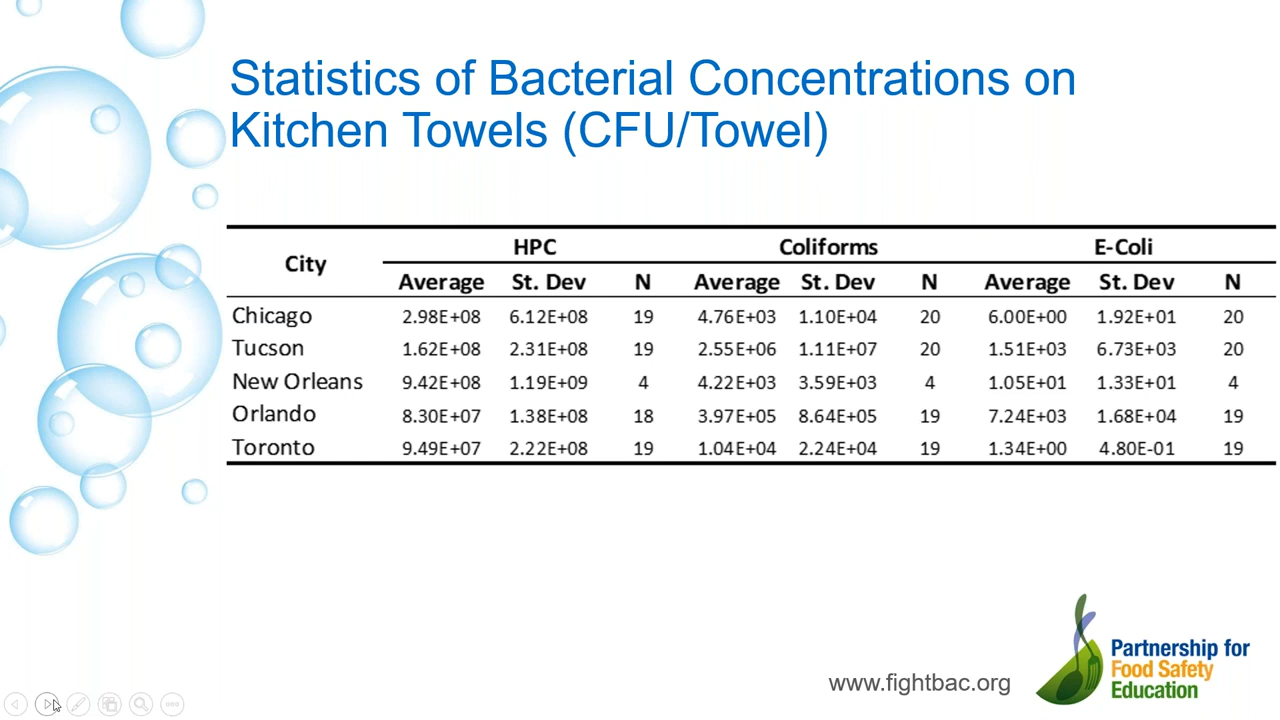 Statistics of Bacterial Concentrations on
Kitchen Towels (CFU/Towel)
City HPC Coliforms E-Coli
Average St. Dev N Average St. Dev N Average St. Dev N
Chicago 2.98E+08 6.12E+08 19 4.76E+03 1.10E+04 20 6.00E+00 1.92E+01 20
Tucson 1.62E+08 2.31E+08 19 2.55E+06 1.11E+07 20 1.51E+03 6.73E+03 20
New Orleans 9.42E+08 1.19E+09 4 4.22E+03 3.59E+03 4 1.05E+01 1.33E+01 4
Orlando 8.30E+07 1.38E+08 18 3.97E+05 8.64E+05 19 7.24E+03 1.68E+04 19
Toronto 9.49E+07 2.22E+08 19 1.04E+04 2.24E+04 19 1.34E+00 4.80E-01 19
www.fightbac.org
Partnership for
Food Safety
Education